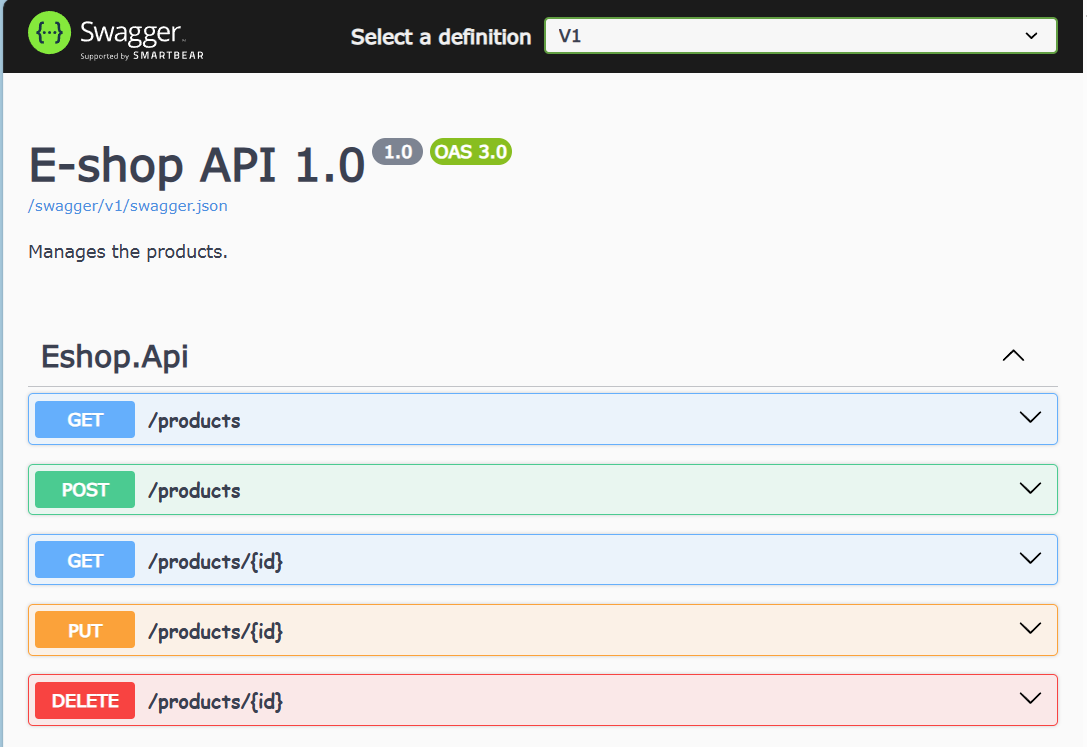 Swagger
Supported by SMARTBEAR
Select a definition
V1
E-shop API 1.0
1.0
OAS 3.0
/swagger/v1/swagger.json
Manages the products.
Eshop.Api
GET /products
POST /products
GET /products/{id}
PUT /products/{id}
DELETE /products/{id}